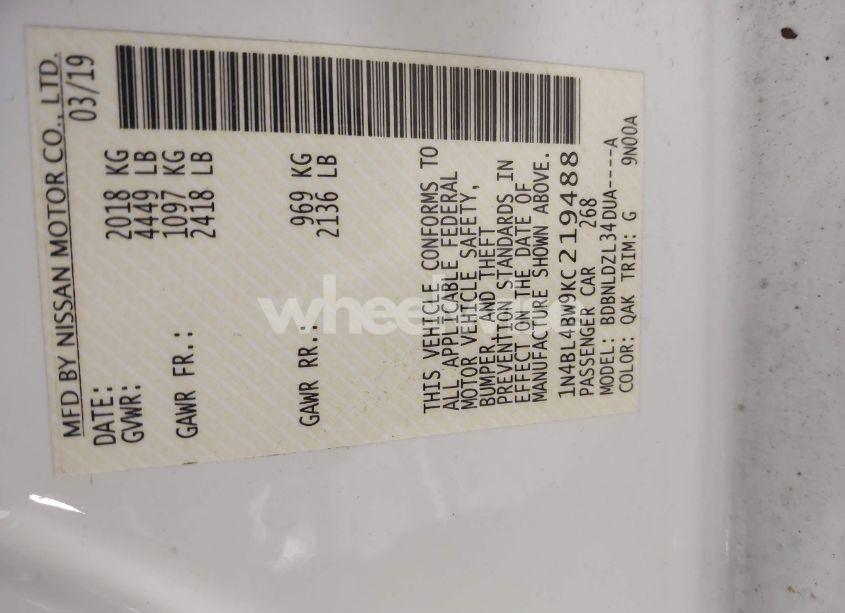 MFD BY NISSAN MOTOR CO., LTD.
DATE: 03/19
GVWR: 2018 KG
4449 LB
GAWR FR.: 1097 KG
2418 LB
GAWR RR.: 969 KG
2136 LB
THIS VEHICLE CONFORMS TO
ALL APPLICABLE FEDERAL
MOTOR VEHICLE SAFETY,
BUMPER, AND THEFT
PREVENTION STANDARDS IN
EFFECT ON THE DATE OF
MANUFACTURE SHOWN ABOVE.
1N4BL4BW9KC219488
PASSENGER CAR 268
MODEL: BDBNLDZL34DUA----A
COLOR: QAK TRIM: G 9N00A